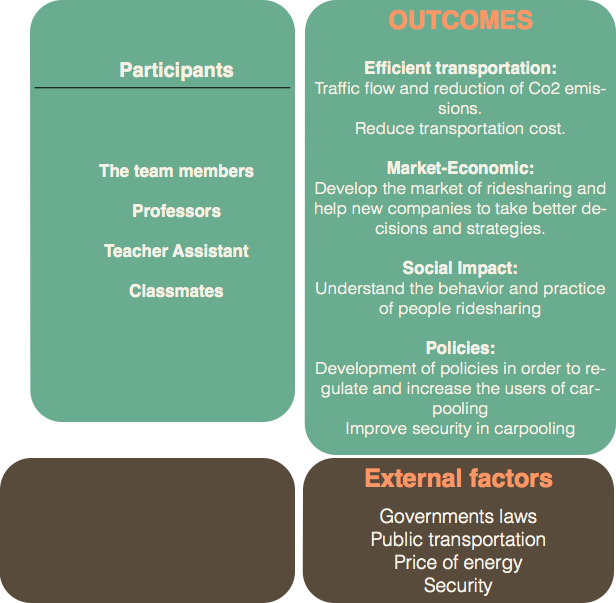 Participants
The team members
Professors
Teacher Assistant
Classmates
OUTCOMES
Efficient transportation:
Traffic flow and reduction of Co2 emis-
sions.
Reduce transportation cost.
Market-Economic:
Develop the market of ridesharing and
help new companies to take better de-
cisions and strategies.
Social Impact:
Understand the behavior and practice
of people ridesharing
Policies:
Development of policies in order to re-
gulate and increase the users of car-
pooling
Improve security in carpooling
External factors
Governments laws
Public transportation
Price of energy
Security